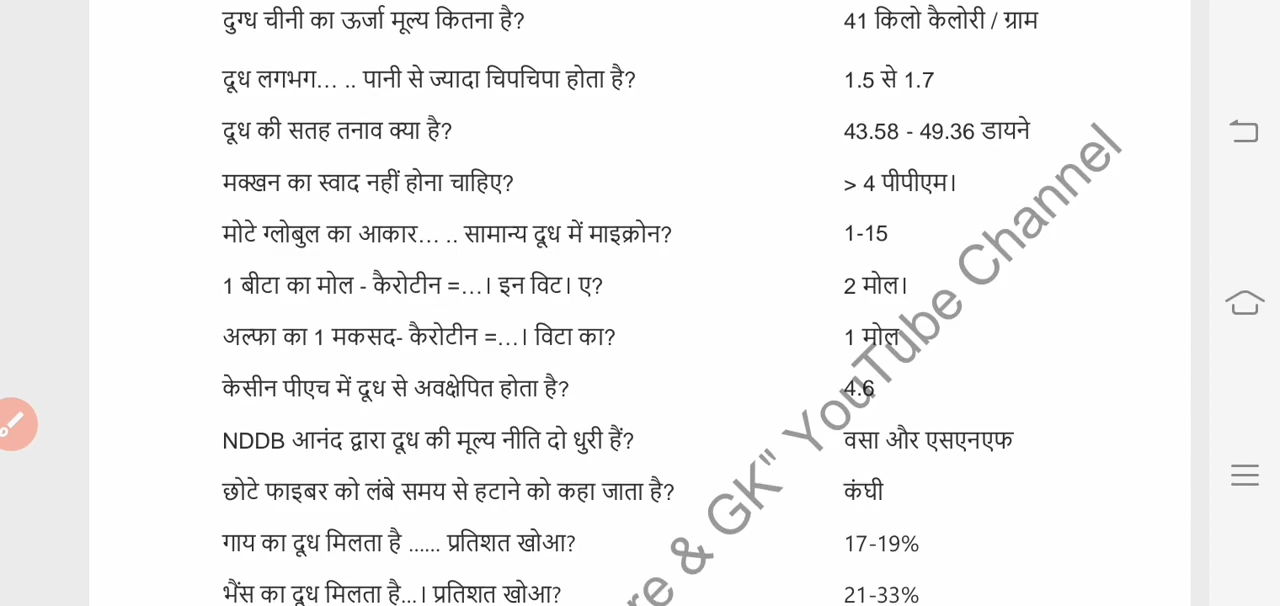 दुग्ध चीनी का ऊर्जा मूल्य कितना है? 41 किलो कैलोरी / ग्राम
दूध लगभग... .. पानी से ज्यादा चिपचिपा होता है? 1.5 से 1.7
दूध की सतह तनाव क्या है? 43.58 - 49.36 डायने
मक्खन का स्वाद नहीं होना चाहिए? > 4 पीपीएम।
मोटे ग्लोबुल का आकार... .. सामान्य दूध में माइक्रोन? 1-15
1 बीटा का मोल - कैरोटीन =...। इन विट। ए? 2 मोल।
अल्फा का 1 मकसद- कैरोटीन =...। विटा का? 1 मोल
केसीन पीएच में दूध से अवक्षेपित होता है? 4.6
NDDB आनंद द्वारा दूध की मूल्य नीति दो धुरी हैं? वसा और एसएनएफ
छोटे फाइबर को लंबे समय से हटाने को कहा जाता है? कंघी
गाय का दूध मिलता है ...... प्रतिशत खोआ? 17-19%
भैंस का दूध मिलता है...। प्रतिशत खोआ? 21-33%
re & GK" YouTube Channel